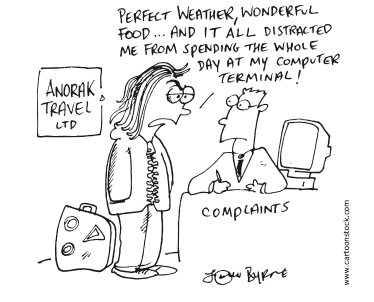 PERFECT WEATHER, WONDERFUL
FOOD... AND IT ALL DISTRACTED
ME FROM SPENDING THE WHOLE
DAY AT MY COMPUTER
TERMINAL!
ANORAK
TRAVEL
LTD
COMPLAINTS
BYRNE
www.cartoonstock.com